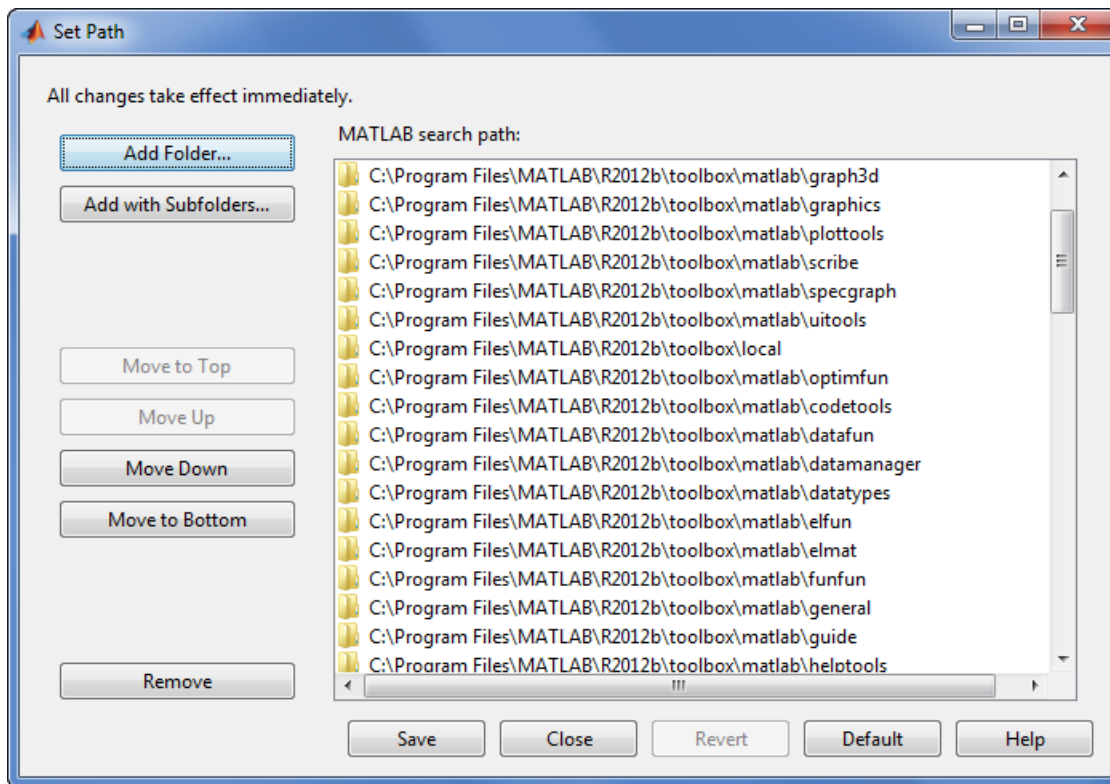 Set Path
All changes take effect immediately.
Add Folder...
Add with Subfolders...
Move to Top
Move Up
Move Down
Move to Bottom
Remove
MATLAB search path:
C:\Program Files\MATLAB\R2012b\toolbox\matlab\graph3d
C:\Program Files\MATLAB\R2012b\toolbox\matlab\graphics
C:\Program Files\MATLAB\R2012b\toolbox\matlab\plottools
C:\Program Files\MATLAB\R2012b\toolbox\matlab\scribe
C:\Program Files\MATLAB\R2012b\toolbox\matlab\specgraph
C:\Program Files\MATLAB\R2012b\toolbox\matlab\uitools
C:\Program Files\MATLAB\R2012b\toolbox\local
C:\Program Files\MATLAB\R2012b\toolbox\matlab\optimfun
C:\Program Files\MATLAB\R2012b\toolbox\matlab\codetools
C:\Program Files\MATLAB\R2012b\toolbox\matlab\datafun
C:\Program Files\MATLAB\R2012b\toolbox\matlab\datamanager
C:\Program Files\MATLAB\R2012b\toolbox\matlab\datatypes
C:\Program Files\MATLAB\R2012b\toolbox\matlab\elfun
C:\Program Files\MATLAB\R2012b\toolbox\matlab\elmat
C:\Program Files\MATLAB\R2012b\toolbox\matlab\funfun
C:\Program Files\MATLAB\R2012b\toolbox\matlab\general
C:\Program Files\MATLAB\R2012b\toolbox\matlab\guide
C:\Program Files\MATLAB\R2012b\toolbox\matlab\helptools
Save
Close
Revert
Default
Help